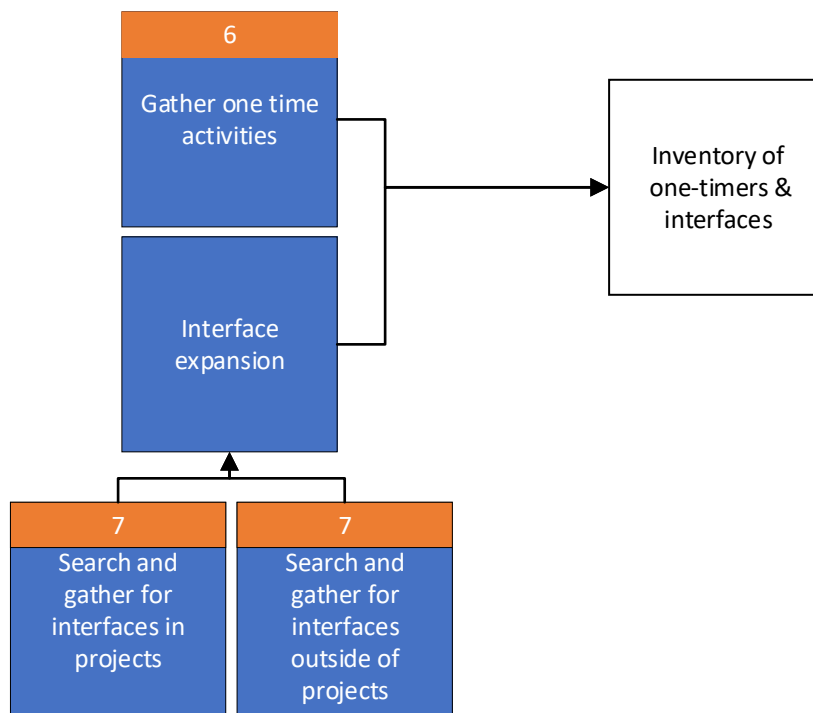 6
Gather one time
activities
Inventory of
one-timers &
interfaces
Interface
expansion
7
Search and
gather for
interfaces in
projects
7
Search and
gather for
interfaces
outside of
projects